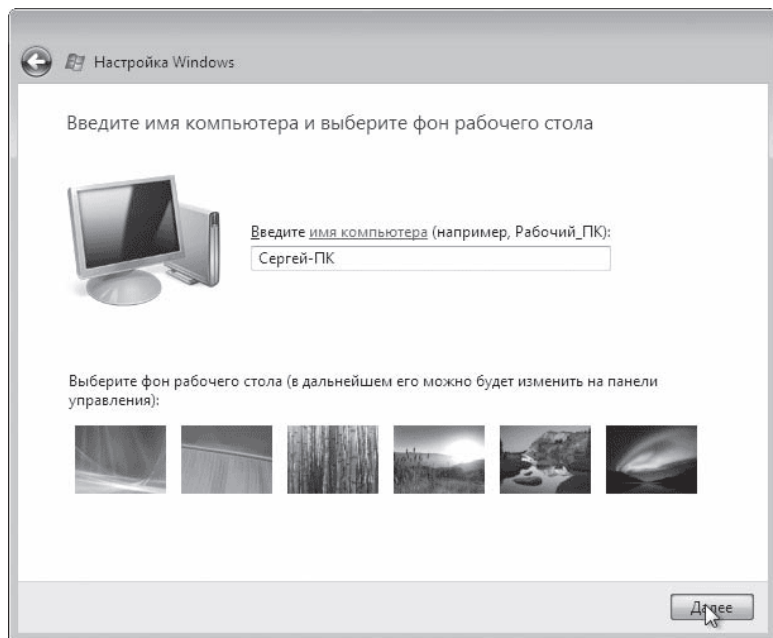 Настройка Windows
Введите имя компьютера и выберите фон рабочего стола
Введите имя компьютера (например, Рабочий_ПК):
Сергей-ПК
Выберите фон рабочего стола (в дальнейшем его можно будет изменить на панели
управления):
Далее